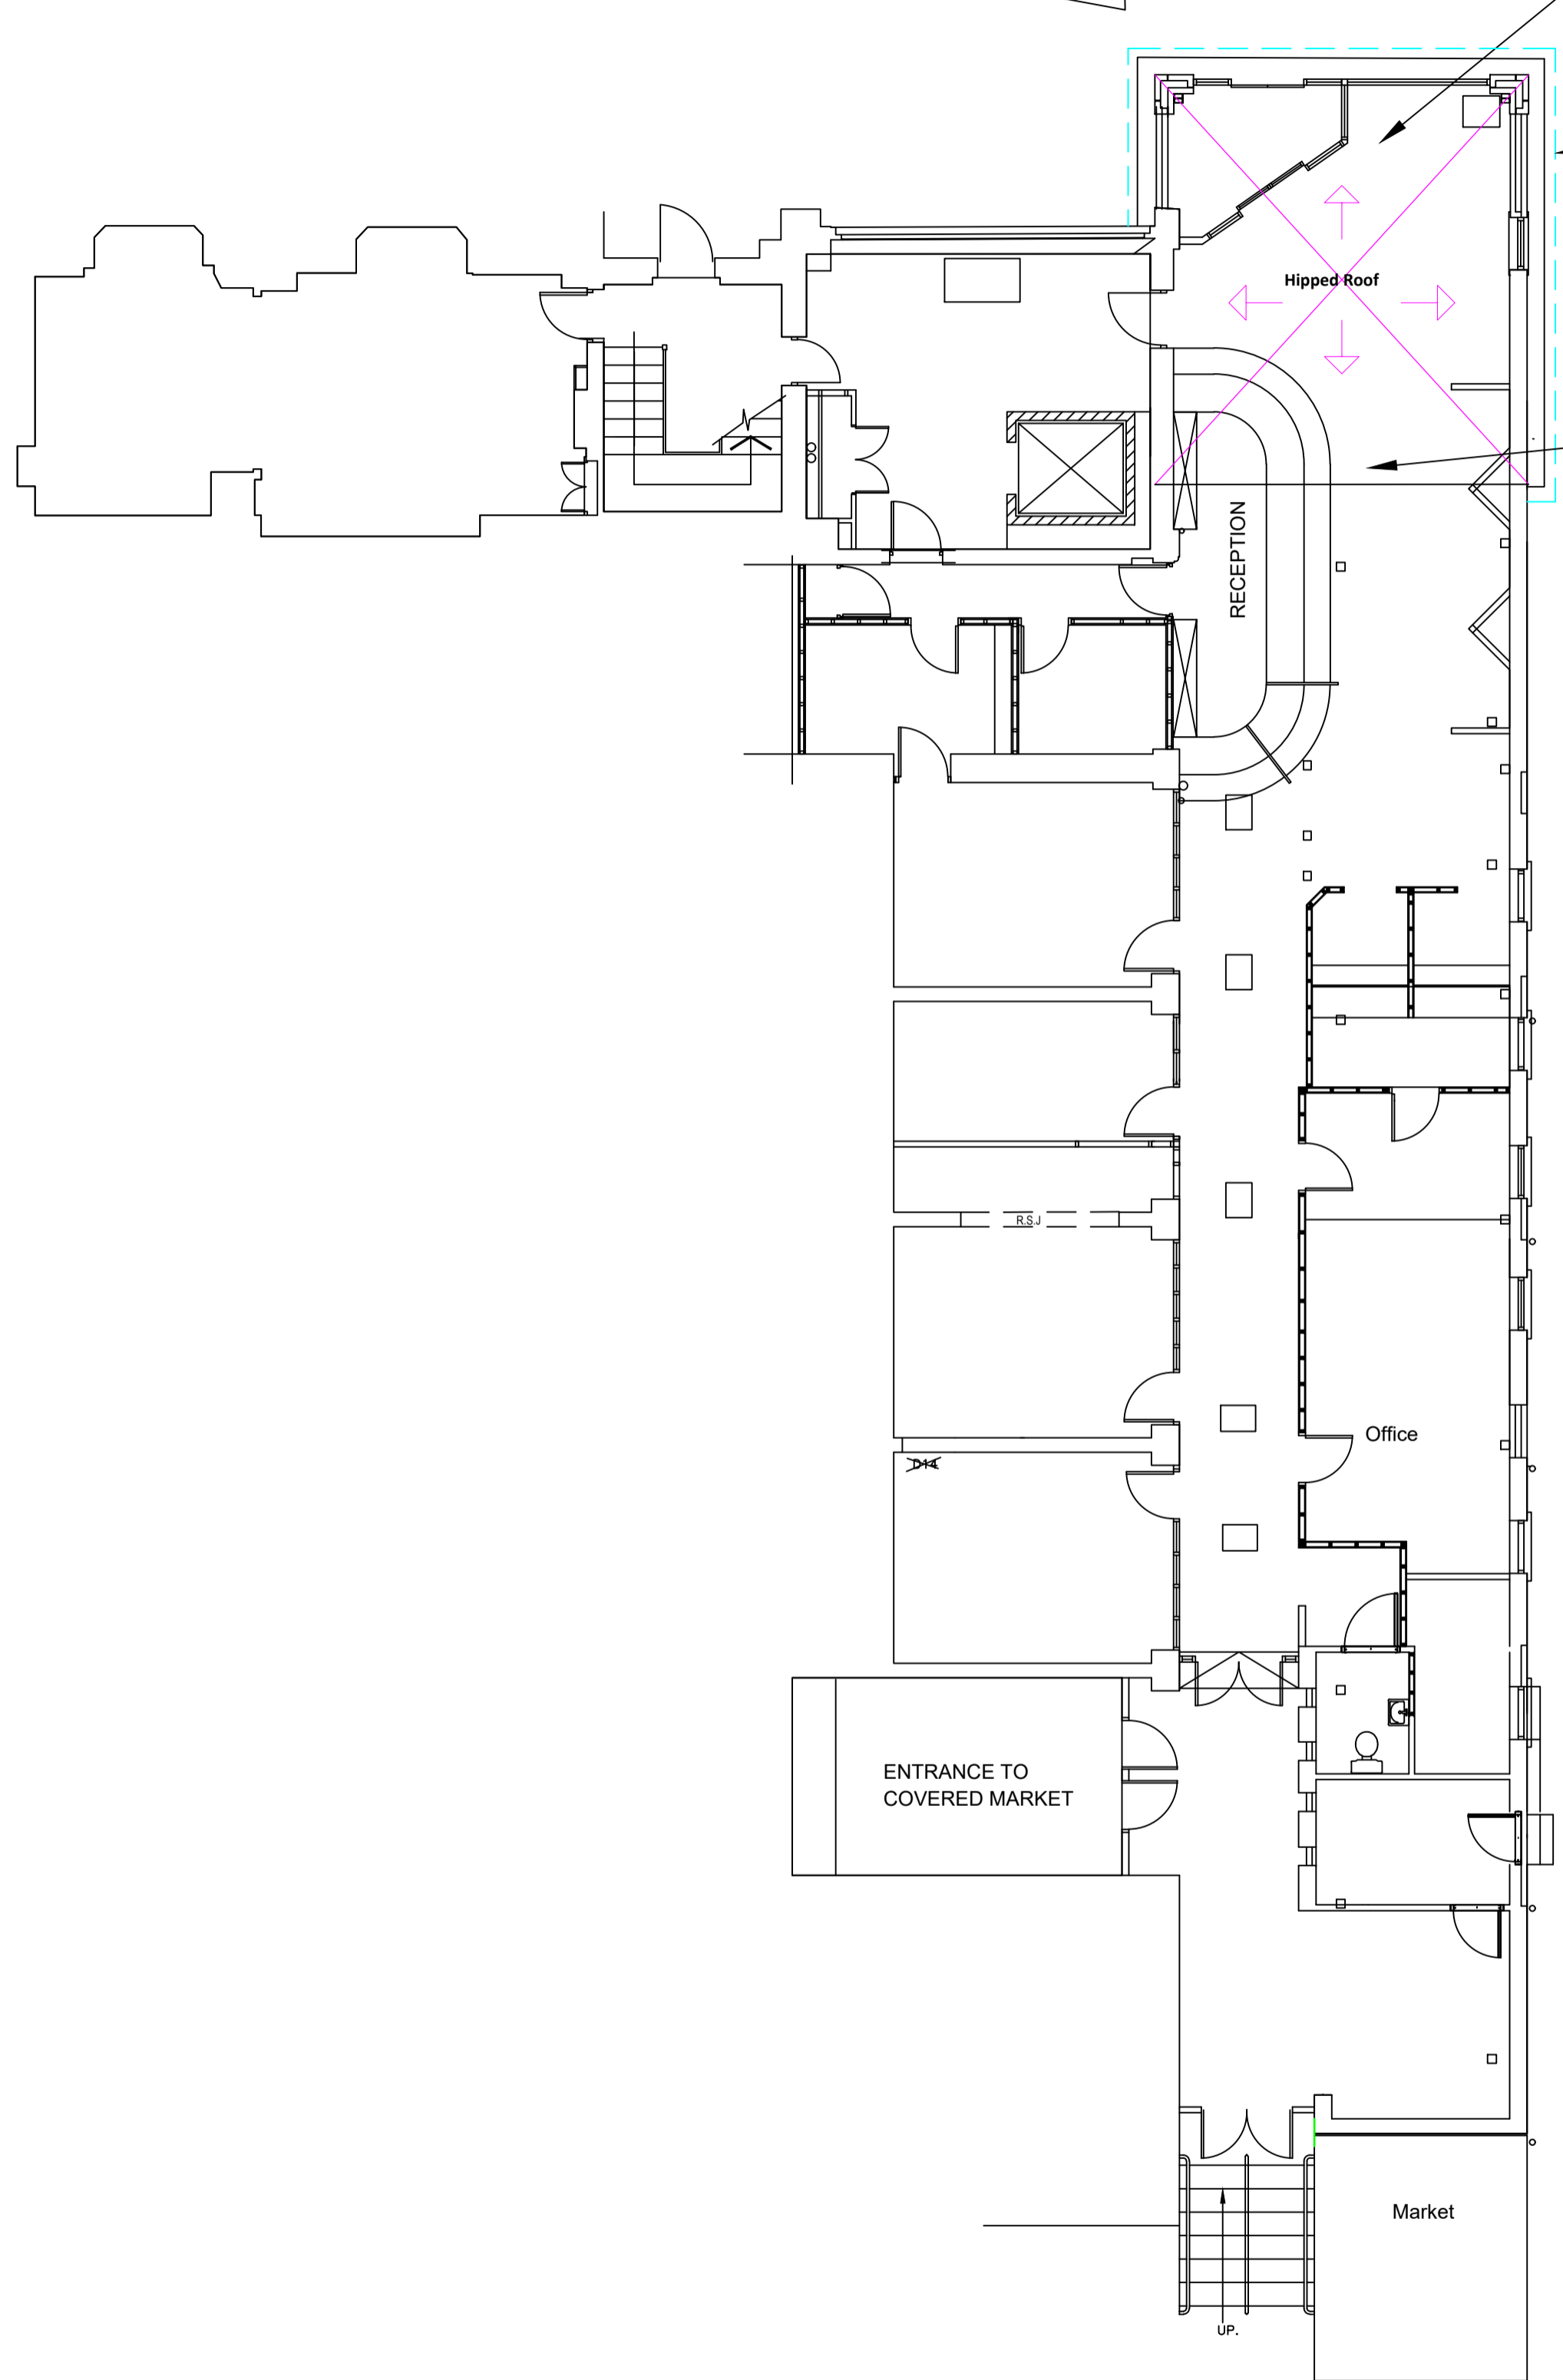 Hipped Roof
RECEPTION
R.S.J
Office
D14
ENTRANCE TO
COVERED MARKET
Market
UP.